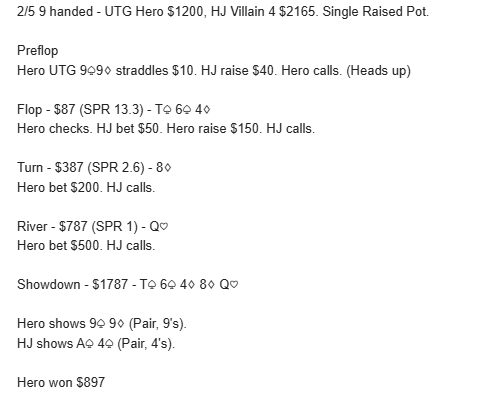 2/5 9 handed - UTG Hero $1200, HJ Villain 4 $2165. Single Raised Pot.
Preflop
Hero UTG 9♤9♢ straddles $10. HJ raise $40. Hero calls. (Heads up)
Flop - $87 (SPR 13.3) - T♤ 6♤ 4♢
Hero checks. HJ bet $50. Hero raise $150. HJ calls.
Turn - $387 (SPR 2.6) - 8♢
Hero bet $200. HJ calls.
River - $787 (SPR 1) - Q♡
Hero bet $500. HJ calls.
Showdown - $1787 - T♤ 6♤ 4♢ 8♢ Q♡
Hero shows 9♤ 9♢ (Pair, 9's).
HJ shows A♤ 4♤ (Pair, 4's).
Hero won $897